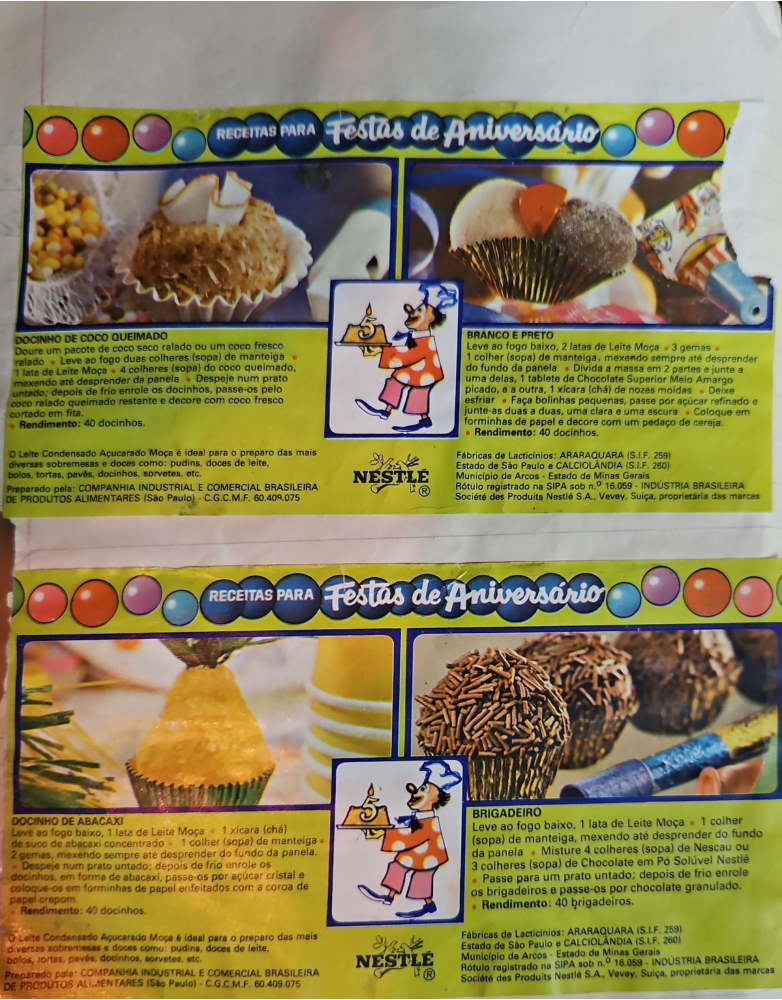 RECEITAS PARA Festas de Aniversário
DOCINHO DE COCO QUEIMADO
Doure um pacote de coco seco ralado ou um coco fresco
ralado • Leve ao fogo duas colheres (sopa) de manteiga •
1 lata de Leite Moça • 4 colheres (sopa) do coco queimado,
mexendo até desprender da panela • Despeje num prato
untado; depois de frio enrole os docinhos, passe-os pelo
coco ralado queimado restante e decore com coco fresco
cortado em fita.
• Rendimento: 40 docinhos.
5
BRANCO E PRETO
Leve ao fogo baixo, 2 latas de Leite Moça • 3 gemas •
1 colher (sopa) de manteiga, mexendo sempre até desprender
do fundo da panela • Divida a massa em 2 partes e junte a
uma delas, 1 tablete de Chocolate Superior Meio Amargo
picado, e a outra, 1 xícara (chá) de nozes moídas • Deixe
esfriar • Faça bolinhas pequenas, passe por açúcar refinado e
junte-as duas a duas, uma clara e uma escura • Coloque em
forminhas de papel e decore com um pedaço de cereja.
• Rendimento: 40 docinhos.
O Leite Condensado Açucarado Moça é ideal para o preparo das mais
diversas sobremesas e doces como: pudins, doces de leite,
bolos, tortas, pavês, docinhos, sorvetes, etc.
Preparado pela: COMPANHIA INDUSTRIAL E COMERCIAL BRASILEIRA
DE PRODUTOS ALIMENTARES (São Paulo) - C.G.C.M.F. 60.409.075
NESTLÉ ®
Fábricas de Lacticínios: ARARAQUARA (S.I.F. 259)
Estado de São Paulo e CALCIOLÂNDIA (S.I.F. 260)
Município de Arcos - Estado de Minas Gerais
Rótulo registrado na SIPA sob n.º 16.059 - INDÚSTRIA BRASILEIRA
Société des Produits Nestlé S.A., Vevey, Suiça, proprietária das marcas
RECEITAS PARA Festas de Aniversário
DOCINHO DE ABACAXI
Leve ao fogo baixo, 1 lata de Leite Moça • 1 xícara (chá)
de suco de abacaxi concentrado • 1 colher (sopa) de manteiga •
2 gemas, mexendo sempre até desprender do fundo da panela.
• Despeje num prato untado; depois de frio enrole os
docinhos, em forma de abacaxi, passe-os por açúcar cristal e
coloque-os em forminhas de papel enfeitados com a coroa de
papel crepom.
• Rendimento: 40 docinhos.
5
BRIGADEIRO
Leve ao fogo baixo, 1 lata de Leite Moça • 1 colher
(sopa) de manteiga, mexendo até desprender do fundo
da panela • Misture 4 colheres (sopa) de Nescau ou
3 colheres (sopa) de Chocolate em Pó Solúvel Nestlé
• Passe para um prato untado; depois de frio enrole
os brigadeiros e passe-os por chocolate granulado.
• Rendimento: 40 brigadeiros.
O Leite Condensado Açucarado Moça é ideal para o preparo das mais
diversas sobremesas e doces como: pudins, doces de leite,
bolos, tortas, pavês, docinhos, sorvetes, etc.
Preparado pela: COMPANHIA INDUSTRIAL E COMERCIAL BRASILEIRA
DE PRODUTOS ALIMENTARES (São Paulo) - C.G.C.M.F. 60.409.075
NESTLÉ ®
Fábricas de Lacticínios: ARARAQUARA (S.I.F. 259)
Estado de São Paulo e CALCIOLÂNDIA (S.I.F. 260)
Município de Arcos - Estado de Minas Gerais
Rótulo registrado na SIPA sob n.º 16.059 - INDÚSTRIA BRASILEIRA
Société des Produits Nestlé S.A., Vevey, Suiça, proprietária das marcas